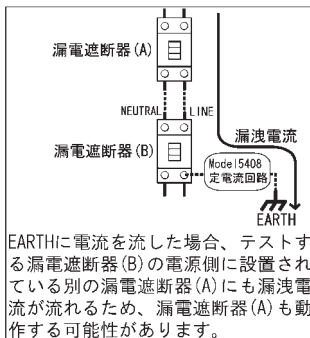 漏電遮断器(A)
NEUTRAL
LINE
漏洩電流
漏電遮断器(B)
Model5408
定電流回路
EARTH
EARTHに電流を流した場合、テストす
る漏電遮断器(B)の電源側に設置され
ている別の漏電遮断器(A)にも漏洩電
流が流れるため、漏電遮断器(A)も動
作する可能性があります。